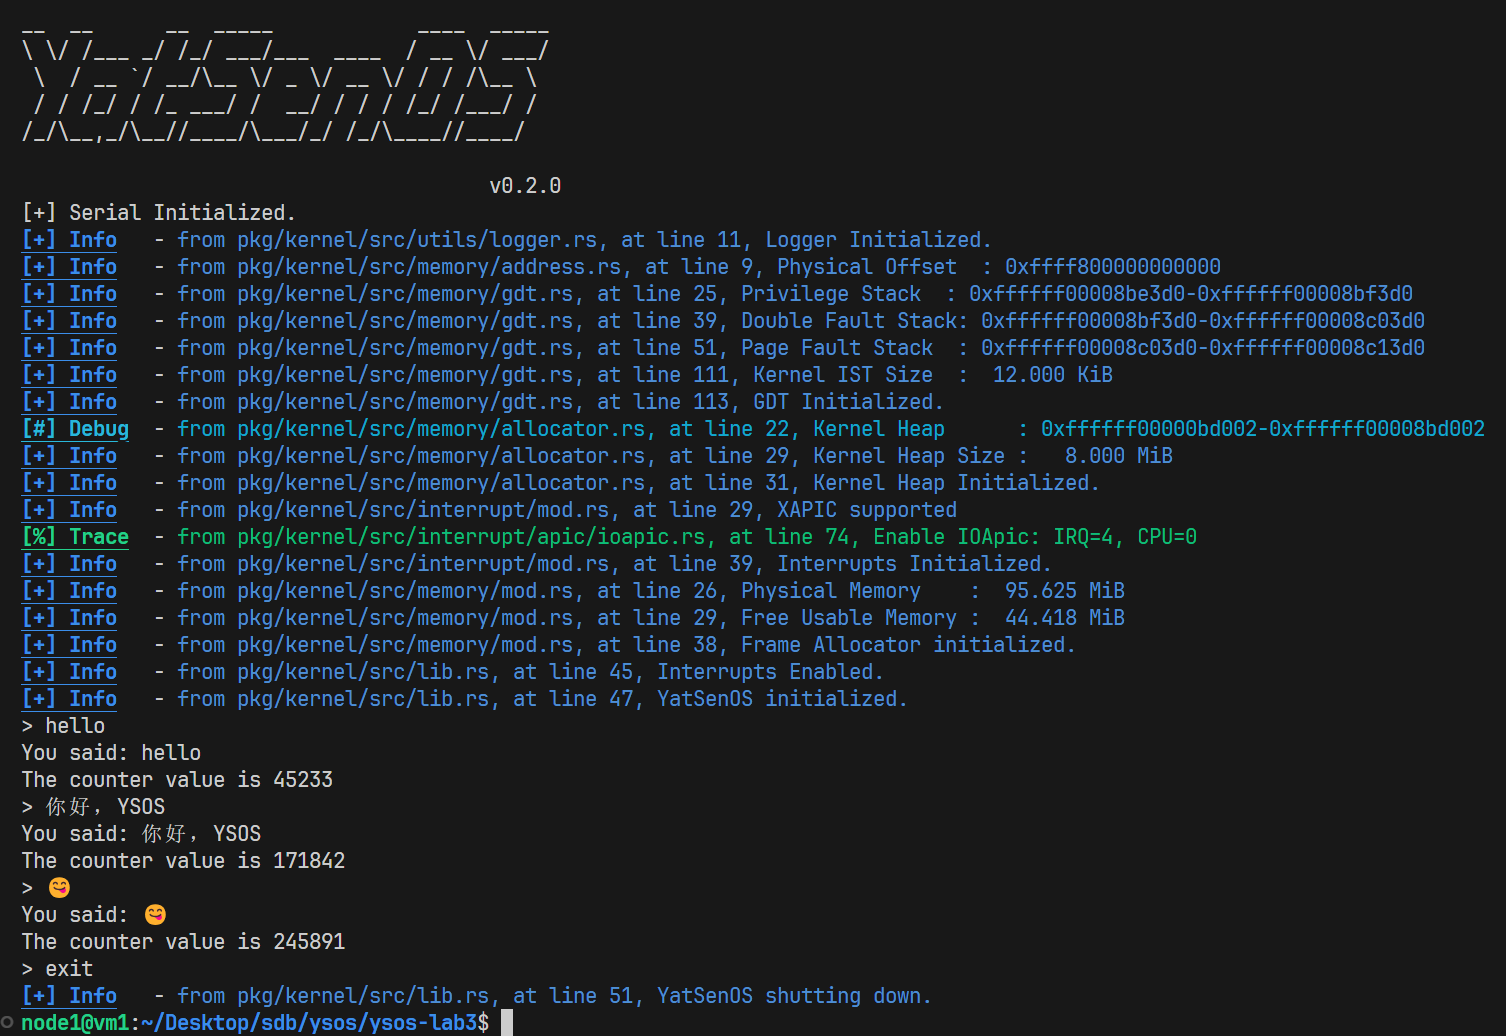 __  __      __  _____            ____  _____
\ \/ /___ _/ /_/ ___/___  ____  / __ \/ ___/
 \  / __ `/ __/\__ \/ _ \/ __ \/ / / /\__ \
 / / /_/ / /_ ___/ /  __/ / / / /_/ /___/ /
/_/\__,_/\__//____/\___/_/ /_/\____//____/
v0.2.0
[+] Serial Initialized.
[+] Info   - from pkg/kernel/src/utils/logger.rs, at line 11, Logger Initialized.
[+] Info   - from pkg/kernel/src/memory/address.rs, at line 9, Physical Offset  : 0xffff800000000000
[+] Info   - from pkg/kernel/src/memory/gdt.rs, at line 25, Privilege Stack  : 0xffffff00008be3d0-0xffffff00008bf3d0
[+] Info   - from pkg/kernel/src/memory/gdt.rs, at line 39, Double Fault Stack: 0xffffff00008bf3d0-0xffffff00008c03d0
[+] Info   - from pkg/kernel/src/memory/gdt.rs, at line 51, Page Fault Stack  : 0xffffff00008c03d0-0xffffff00008c13d0
[+] Info   - from pkg/kernel/src/memory/gdt.rs, at line 111, Kernel IST Size  :  12.000 KiB
[+] Info   - from pkg/kernel/src/memory/gdt.rs, at line 113, GDT Initialized.
[#] Debug  - from pkg/kernel/src/memory/allocator.rs, at line 22, Kernel Heap      : 0xffffff00000bd002-0xffffff00008bd002
[+] Info   - from pkg/kernel/src/memory/allocator.rs, at line 29, Kernel Heap Size :   8.000 MiB
[+] Info   - from pkg/kernel/src/memory/allocator.rs, at line 31, Kernel Heap Initialized.
[+] Info   - from pkg/kernel/src/interrupt/mod.rs, at line 29, XAPIC supported
[%] Trace  - from pkg/kernel/src/interrupt/apic/ioapic.rs, at line 74, Enable IOApic: IRQ=4, CPU=0
[+] Info   - from pkg/kernel/src/interrupt/mod.rs, at line 39, Interrupts Initialized.
[+] Info   - from pkg/kernel/src/memory/mod.rs, at line 26, Physical Memory    :  95.625 MiB
[+] Info   - from pkg/kernel/src/memory/mod.rs, at line 29, Free Usable Memory :  44.418 MiB
[+] Info   - from pkg/kernel/src/memory/mod.rs, at line 38, Frame Allocator initialized.
[+] Info   - from pkg/kernel/src/lib.rs, at line 45, Interrupts Enabled.
[+] Info   - from pkg/kernel/src/lib.rs, at line 47, YatSenOS initialized.
> hello
You said: hello
The counter value is 45233
> 你好，YSOS
You said: 你好，YSOS
The counter value is 171842
> 😋
You said: 😋
The counter value is 245891
> exit
[+] Info   - from pkg/kernel/src/lib.rs, at line 51, YatSenOS shutting down.
node1@vm1:~/Desktop/sdb/ysos/ysos-lab3$